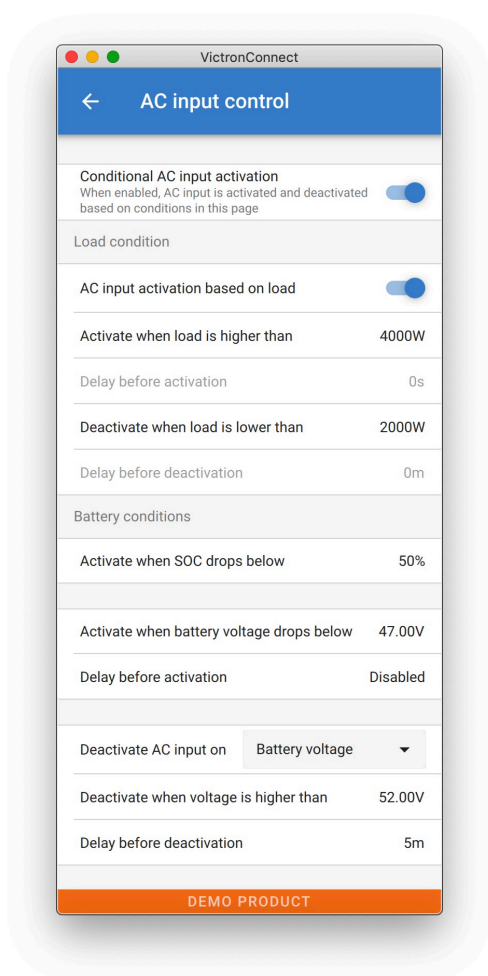 VictronConnect
AC input control
Conditional AC input activation
When enabled, AC input is activated and deactivated
based on conditions in this page
Load condition
AC input activation based on load
Activate when load is higher than 4000W
Delay before activation 0s
Deactivate when load is lower than 2000W
Delay before deactivation 0m
Battery conditions
Activate when SOC drops below 50%
Activate when battery voltage drops below 47.00V
Delay before activation Disabled
Deactivate AC input on Battery voltage
Deactivate when voltage is higher than 52.00V
Delay before deactivation 5m
DEMO PRODUCT